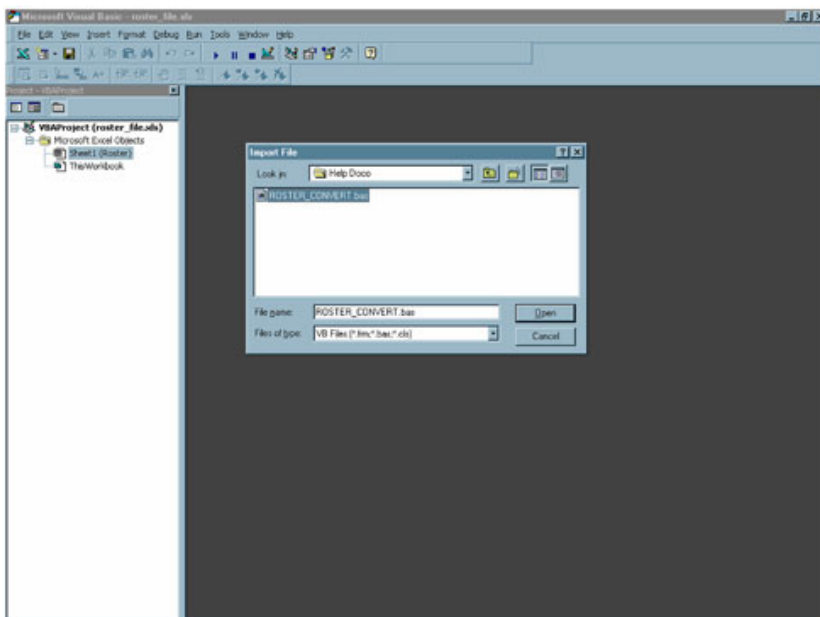 Microsoft Visual Basic - roster_file.xls
File Edit View Insert Format Debug Run Tools Window Help
Project - VBAProject
VBAProject (roster_file.xls)
Microsoft Excel Objects
Sheet1 (Roster)
ThisWorkbook
Import File
Look in: Help Doco
ROSTER_CONVERT.bas
File name: ROSTER_CONVERT.bas Open
Files of type: VB Files (*.frm;*.bas;*.cls) Cancel